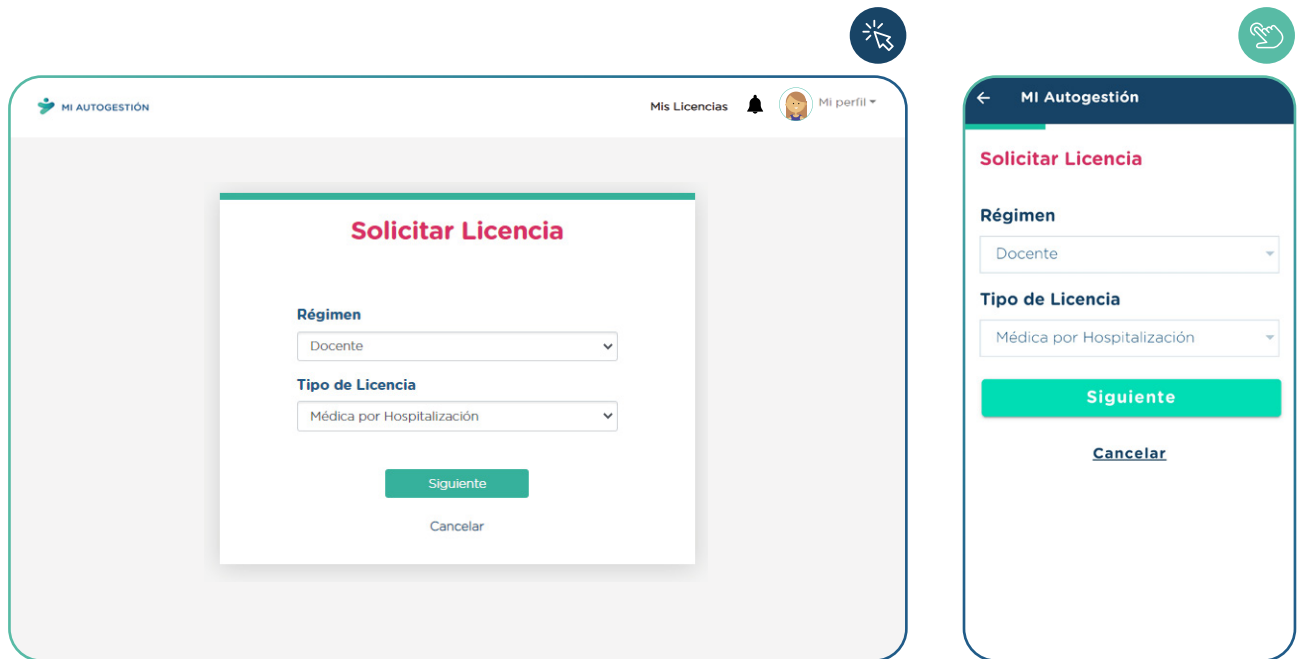 MI AUTOGESTIÓN
Mis Licencias
Mi perfil
Solicitar Licencia
Régimen
Docente
Tipo de Licencia
Médica por Hospitalización
Siguiente
Cancelar
MI Autogestión
Solicitar Licencia
Régimen
Docente
Tipo de Licencia
Médica por Hospitalización
Siguiente
Cancelar